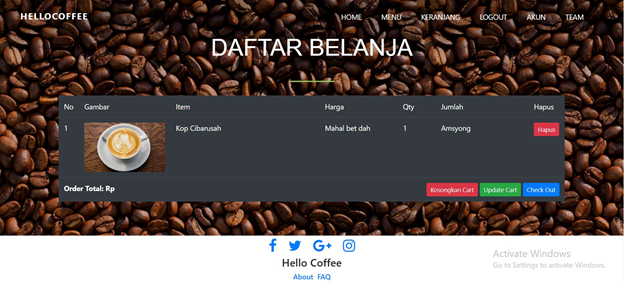 HELLOCOFFEE HOME MENU KERANJANG LOGOUT AKUN TEAM
DAFTAR BELANJA
No Gambar Item Harga Qty Jumlah Hapus
1 Kop Cibarusah Mahal bet dah 1 Amsyong Hapus
Order Total: Rp Kosongkan Cart Update Cart Check Out
Hello Coffee
About FAQ
Activate Windows
Go to Settings to activate Windows.